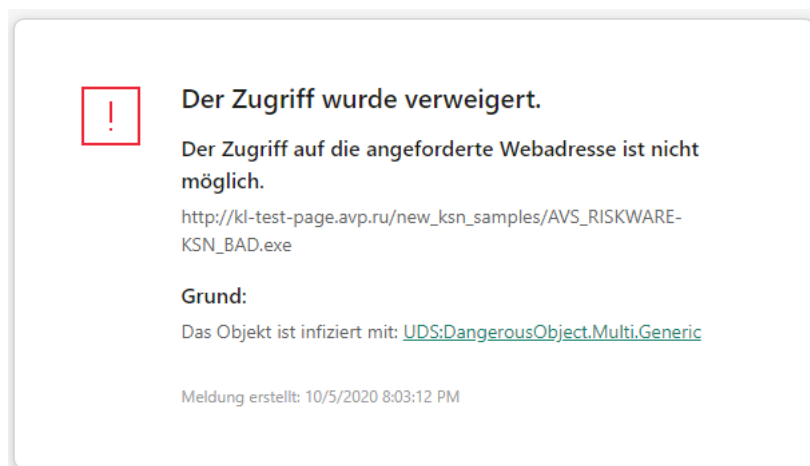 !
Der Zugriff wurde verweigert.
Der Zugriff auf die angeforderte Webadresse ist nicht
möglich.
http://kl-test-page.avp.ru/new_ksn_samples/AVS_RISKWARE-
KSN_BAD.exe
Grund:
Das Objekt ist infiziert mit: UDS:DangerousObject.Multi.Generic
Meldung erstellt: 10/5/2020 8:03:12 PM